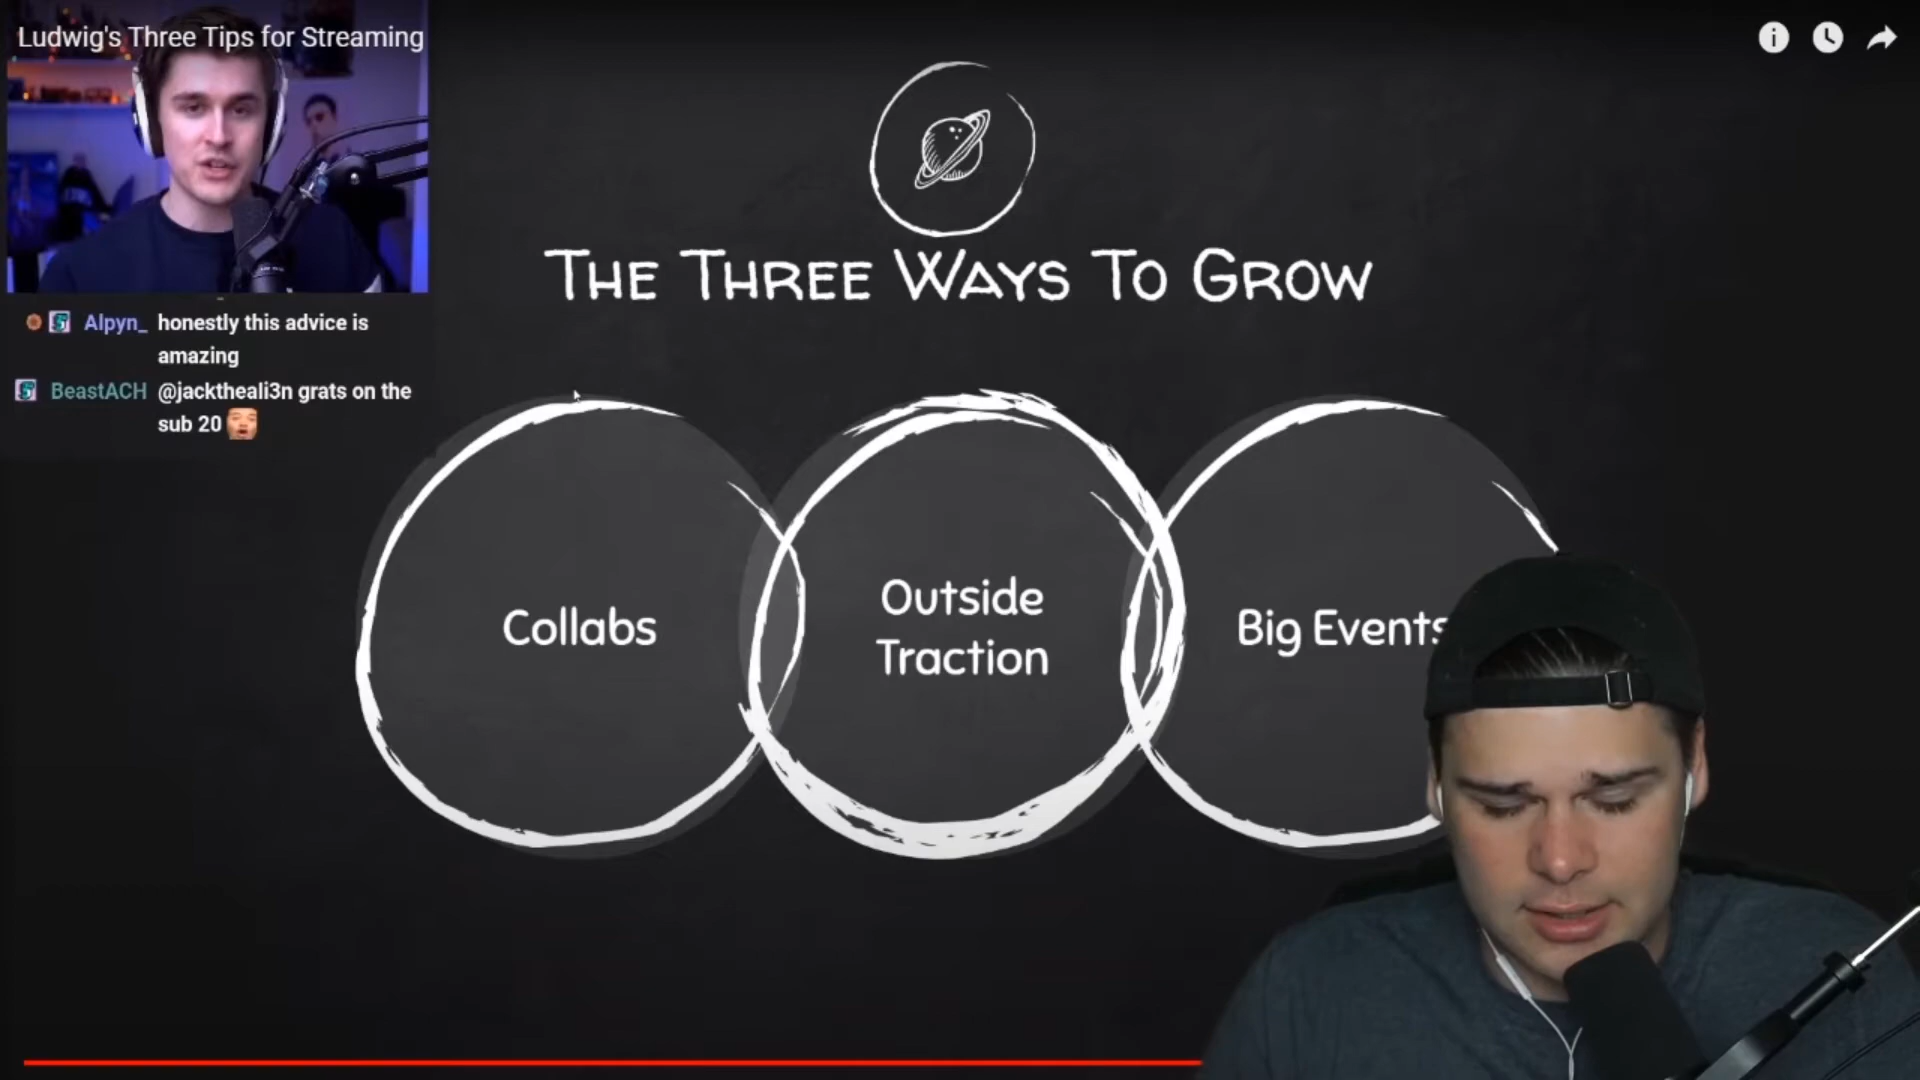 Ludwig's Three Tips for Streaming
Alpyn_ honestly this advice is
amazing
BeastACH @jacktheali3n grats on the
sub 20
THE THREE WAYS TO GROW
Collabs
Outside
Traction
Big Events